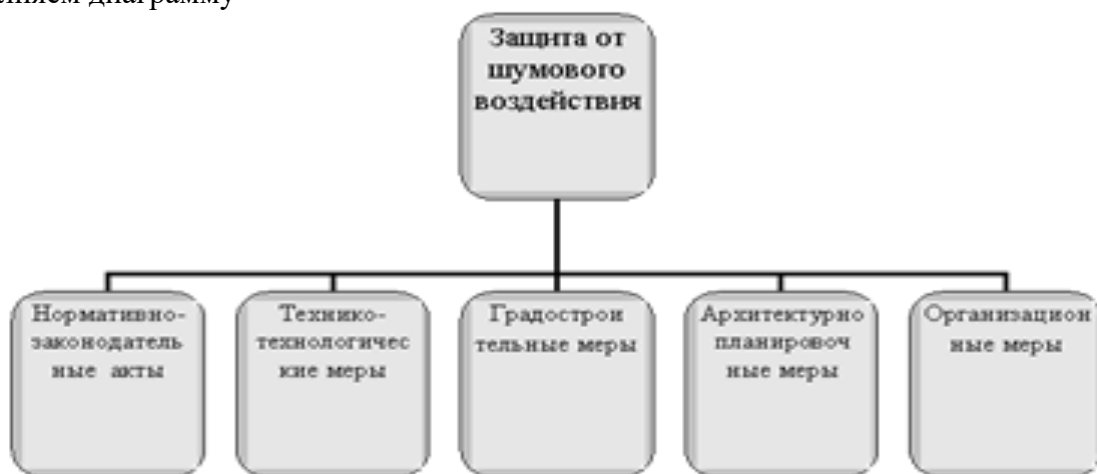 диаграмму
Защита от
шумового
воздействия
Нормативно-
законодатель
ные акты
Технико-
технологичес
кие меры
Градострои
тельные меры
Архитектурно
планировоч
ные меры
Организацион
ные меры